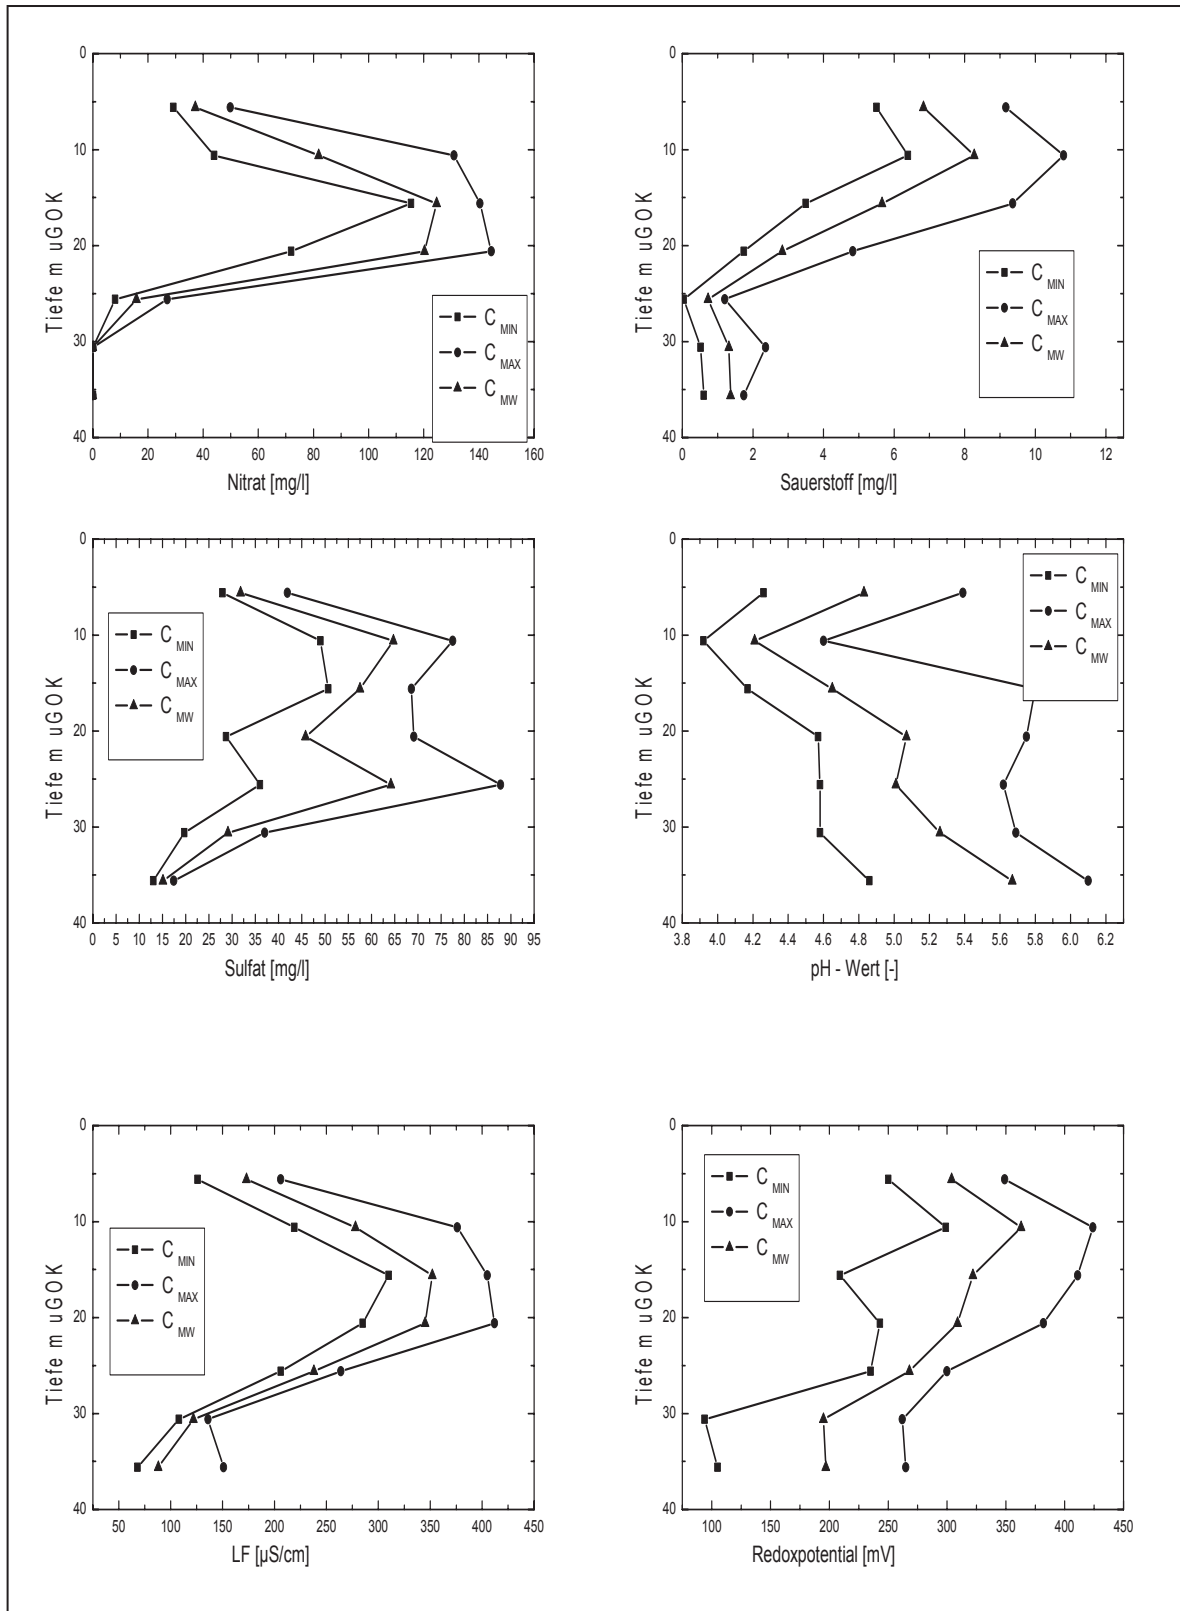 0
10
20
30
40
Tiefe m uGOK
C MIN
C MAX
C MW
0 20 40 60 80 100 120 140 160
Nitrat [mg/l]
0
10
20
30
40
Tiefe m uGOK
C MIN
C MAX
C MW
0 2 4 6 8 10 12
Sauerstoff [mg/l]
0
10
20
30
40
Tiefe m uGOK
C MIN
C MAX
C MW
0 5 10 15 20 25 30 35 40 45 50 55 60 65 70 75 80 85 90 95
Sulfat [mg/l]
0
10
20
30
40
Tiefe m uGOK
C MIN
C MAX
C MW
3.8 4.0 4.2 4.4 4.6 4.8 5.0 5.2 5.4 5.6 5.8 6.0 6.2
pH - Wert [-]
0
10
20
30
40
Tiefe m uGOK
C MIN
C MAX
C MW
50 100 150 200 250 300 350 400 450
LF [µS/cm]
0
10
20
30
40
Tiefe m uGOK
C MIN
C MAX
C MW
100 150 200 250 300 350 400 450
Redoxpotential [mV]